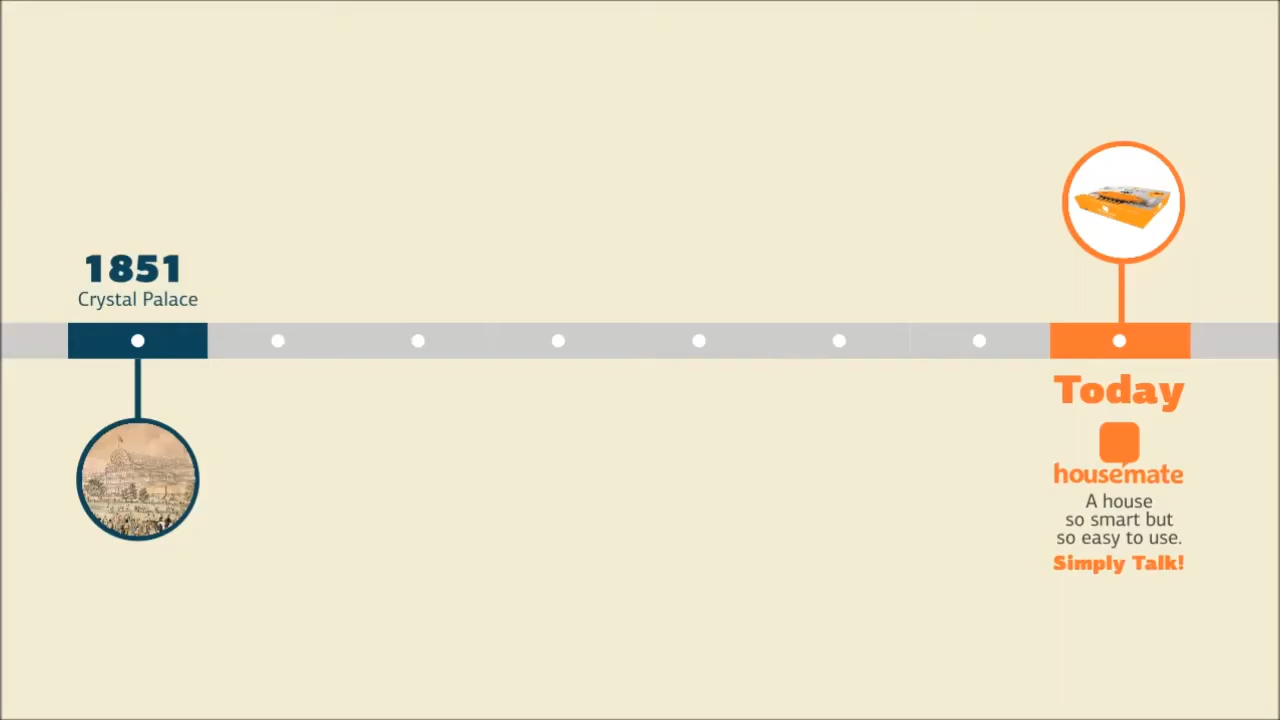 1851
Crystal Palace
Today
housemate
A house
so smart but
so easy to use.
Simply Talk!